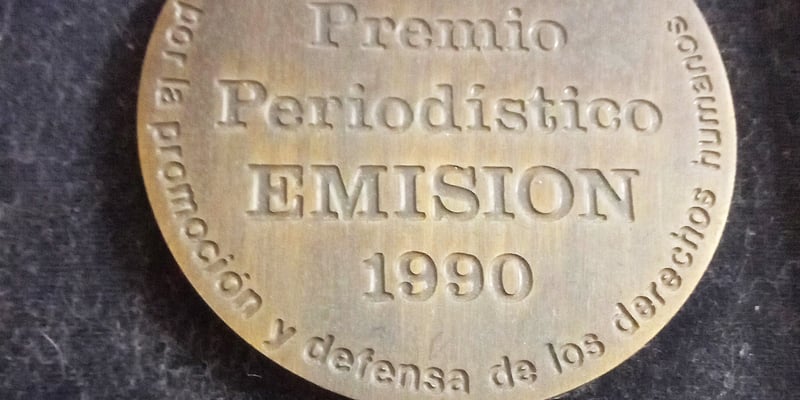 Premio
Periodístico
EMISION
1990
por la promoción y defensa de los derechos humanos